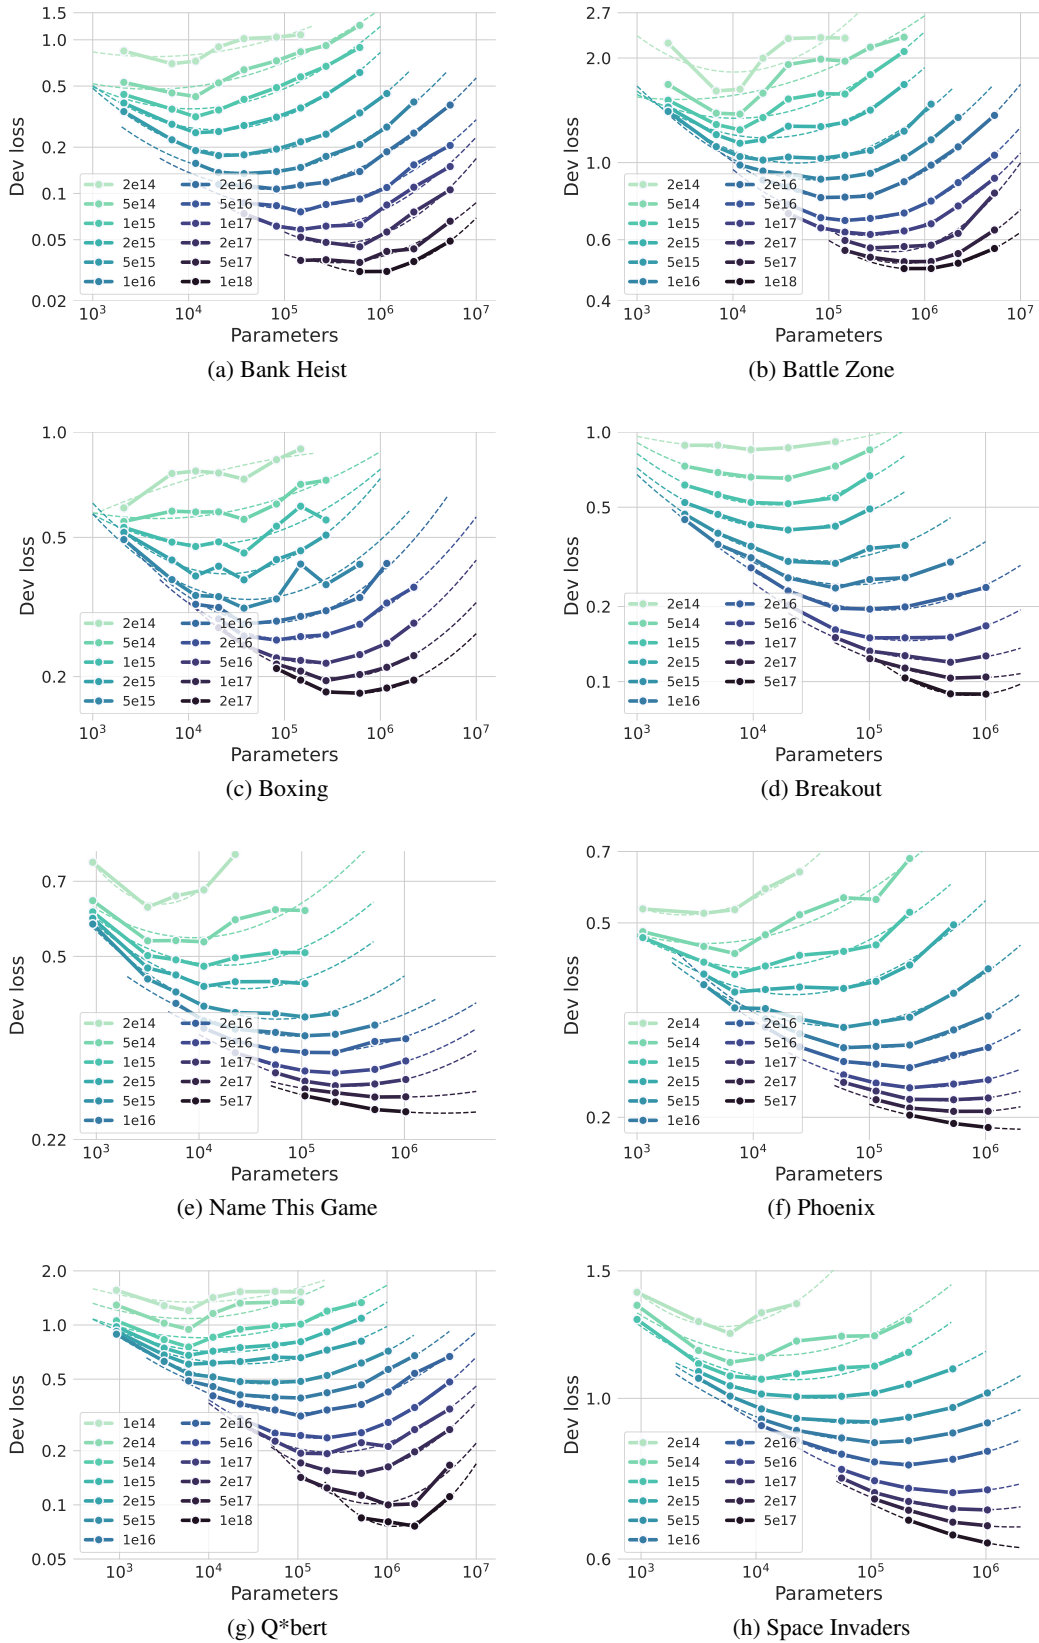 1.5
1.0
0.5
0.2
0.1
0.05
0.02
Dev loss
2e14 2e16
5e14 5e16
1e15 1e17
2e15 2e17
5e15 5e17
1e16 1e18
10³ 10⁴ 10⁵ 10⁶ 10⁷
Parameters
(a) Bank Heist
2.7
2.0
1.0
0.6
0.4
Dev loss
2e14 2e16
5e14 5e16
1e15 1e17
2e15 2e17
5e15 5e17
1e16 1e18
10³ 10⁴ 10⁵ 10⁶ 10⁷
Parameters
(b) Battle Zone
1.0
0.5
0.2
Dev loss
2e14 1e16
5e14 2e16
1e15 5e16
2e15 1e17
5e15 2e17
10³ 10⁴ 10⁵ 10⁶ 10⁷
Parameters
(c) Boxing
1.0
0.5
0.2
0.1
Dev loss
2e14 2e16
5e14 5e16
1e15 1e17
2e15 2e17
5e15 5e17
1e16
10³ 10⁴ 10⁵ 10⁶
Parameters
(d) Breakout
0.7
0.5
0.22
Dev loss
2e14 2e16
5e14 5e16
1e15 1e17
2e15 2e17
5e15 5e17
1e16
10³ 10⁴ 10⁵ 10⁶
Parameters
(e) Name This Game
0.7
0.5
0.2
Dev loss
2e14 2e16
5e14 5e16
1e15 1e17
2e15 2e17
5e15 5e17
1e16
10³ 10⁴ 10⁵ 10⁶
Parameters
(f) Phoenix
2.0
1.0
0.5
0.2
0.1
0.05
Dev loss
1e14 2e16
2e14 5e16
5e14 1e17
1e15 2e17
2e15 5e17
5e15 1e18
1e16
10³ 10⁴ 10⁵ 10⁶ 10⁷
Parameters
(g) Q*bert
1.5
1.0
0.6
Dev loss
2e14 2e16
5e14 5e16
1e15 1e17
2e15 2e17
5e15 5e17
1e16
10³ 10⁴ 10⁵ 10⁶
Parameters
(h) Space Invaders